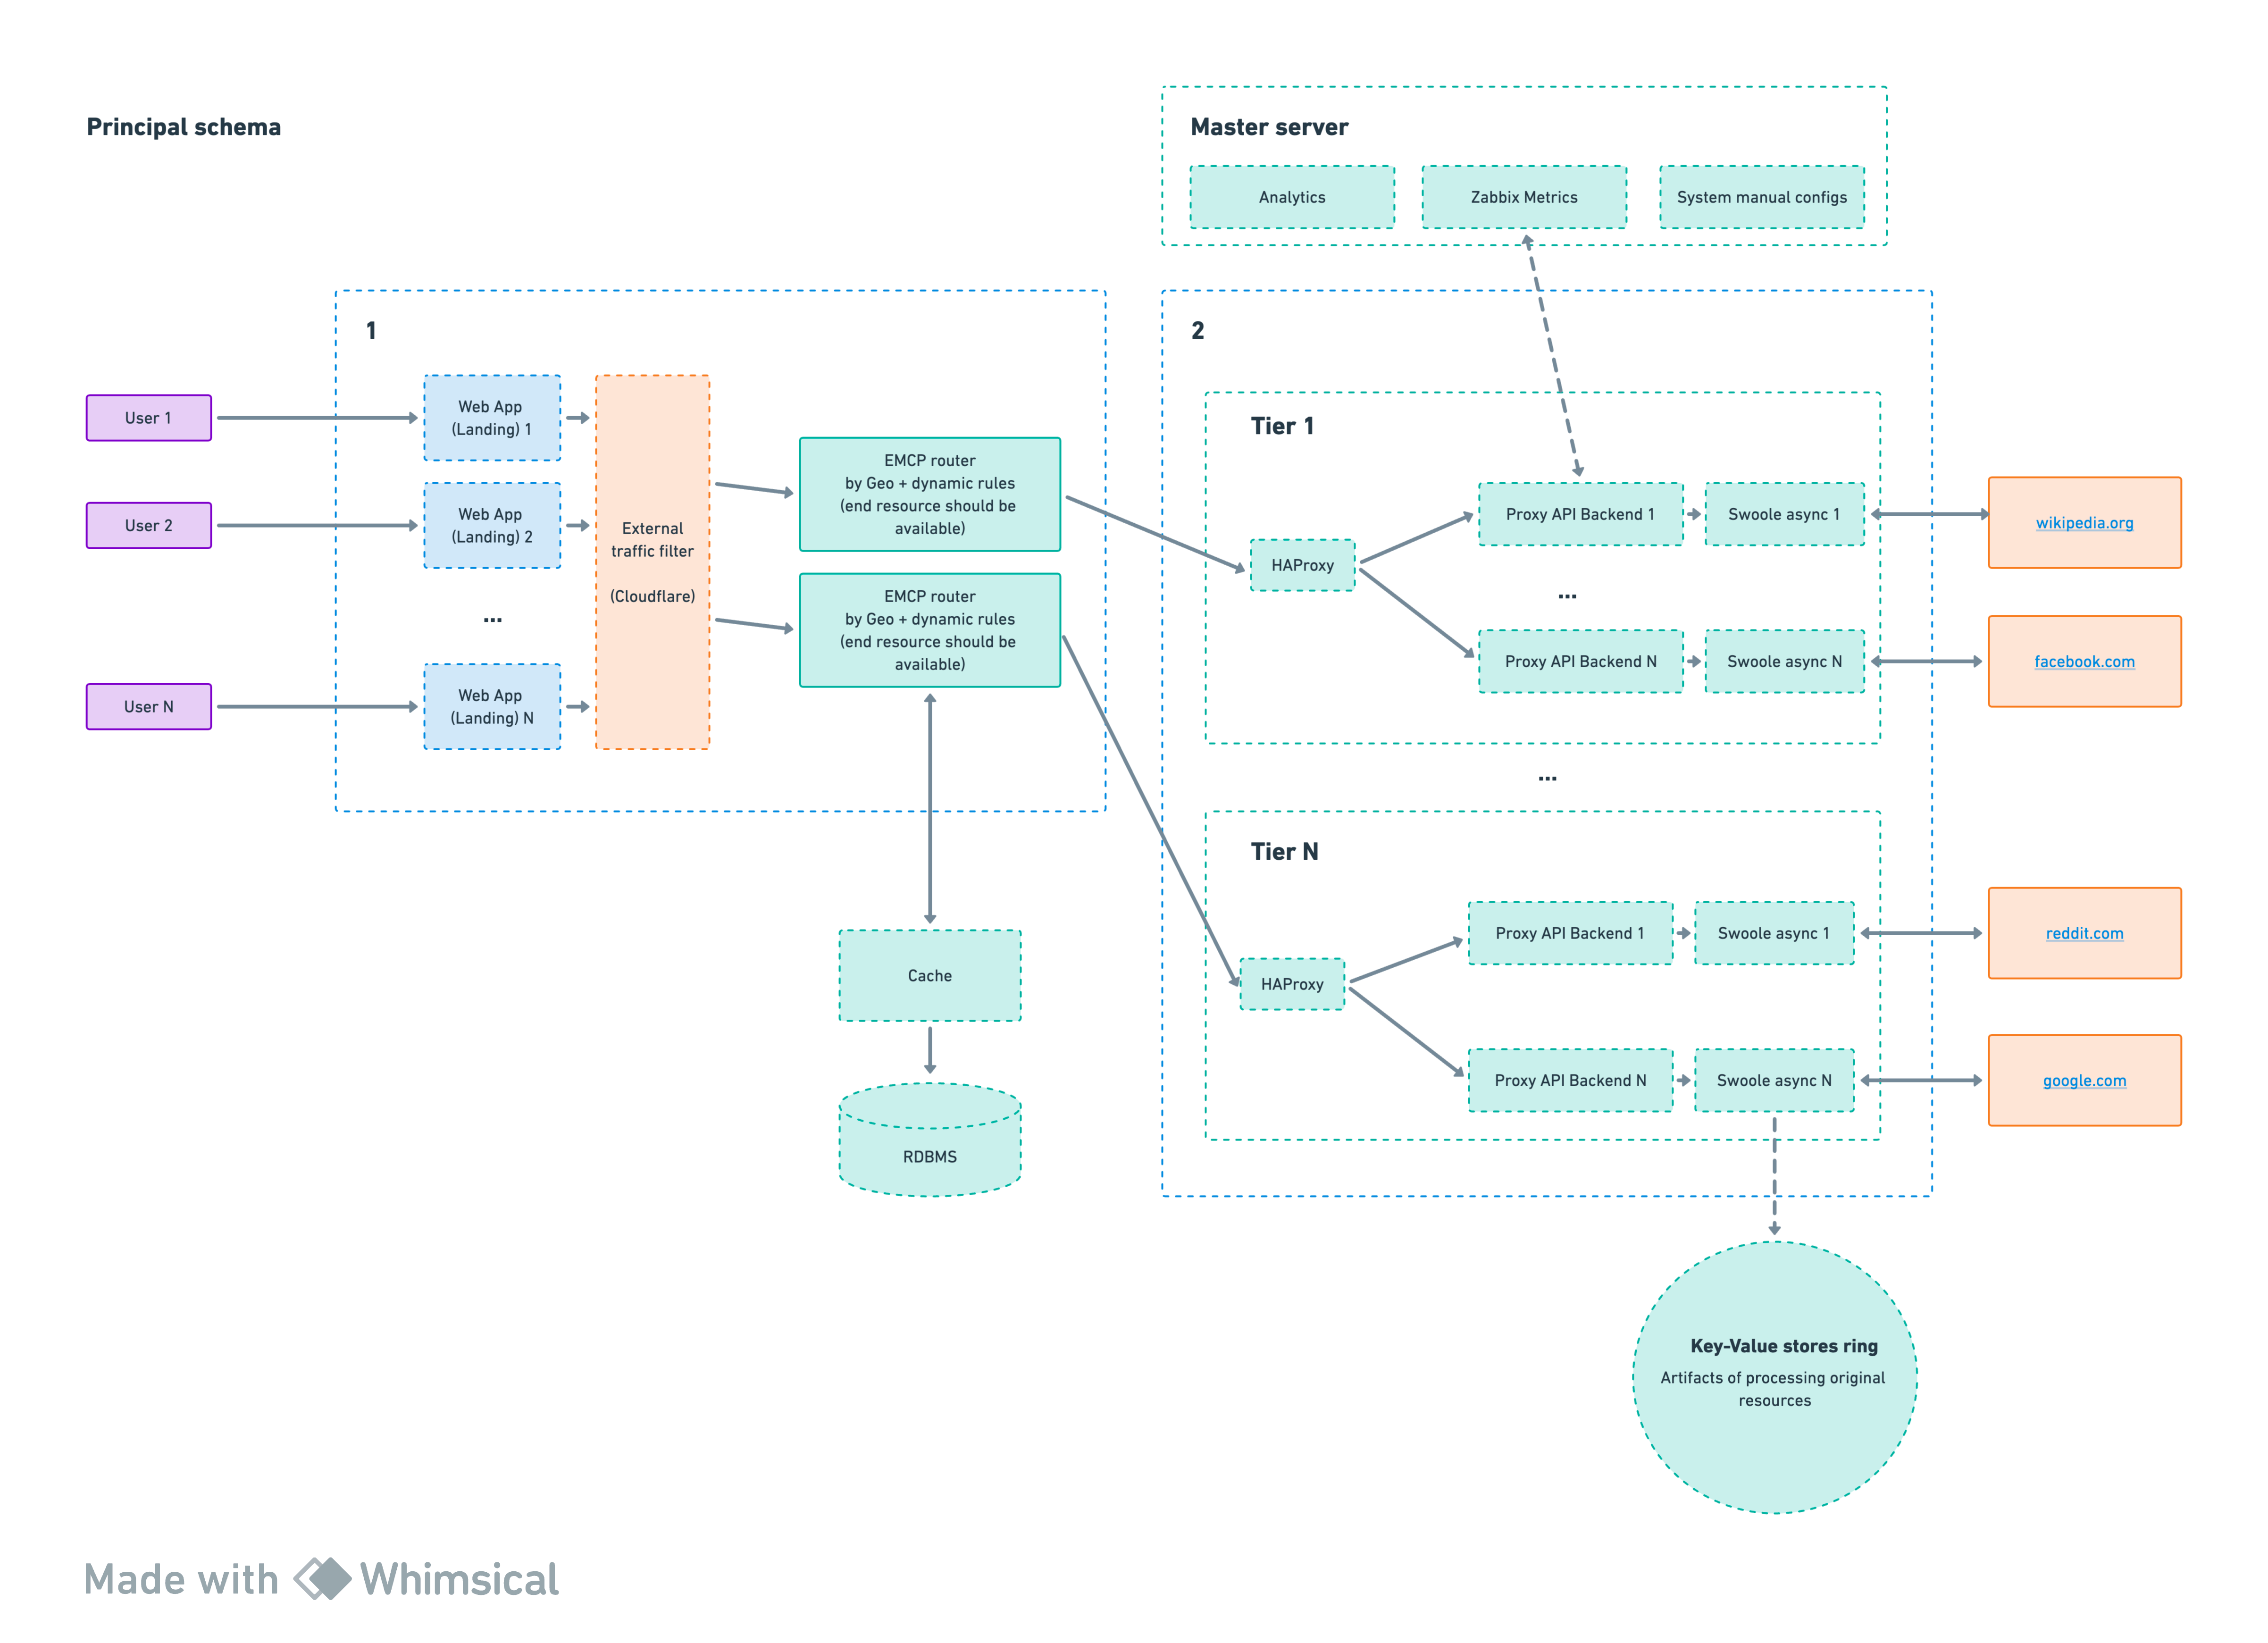 Principal schema
Master server
Analytics
Zabbix Metrics
System manual configs
1
User 1
User 2
User N
Web App
(Landing) 1
Web App
(Landing) 2
...
Web App
(Landing) N
External
traffic filter
(Cloudflare)
EMCP router
by Geo + dynamic rules
(end resource should be
available)
EMCP router
by Geo + dynamic rules
(end resource should be
available)
Cache
RDBMS
2
Tier 1
HAProxy
Proxy API Backend 1
Swoole async 1
...
Proxy API Backend N
Swoole async N
wikipedia.org
facebook.com
...
Tier N
HAProxy
Proxy API Backend 1
Swoole async 1
Proxy API Backend N
Swoole async N
reddit.com
google.com
Key-Value stores ring
Artifacts of processing original
resources
Made with Whimsical